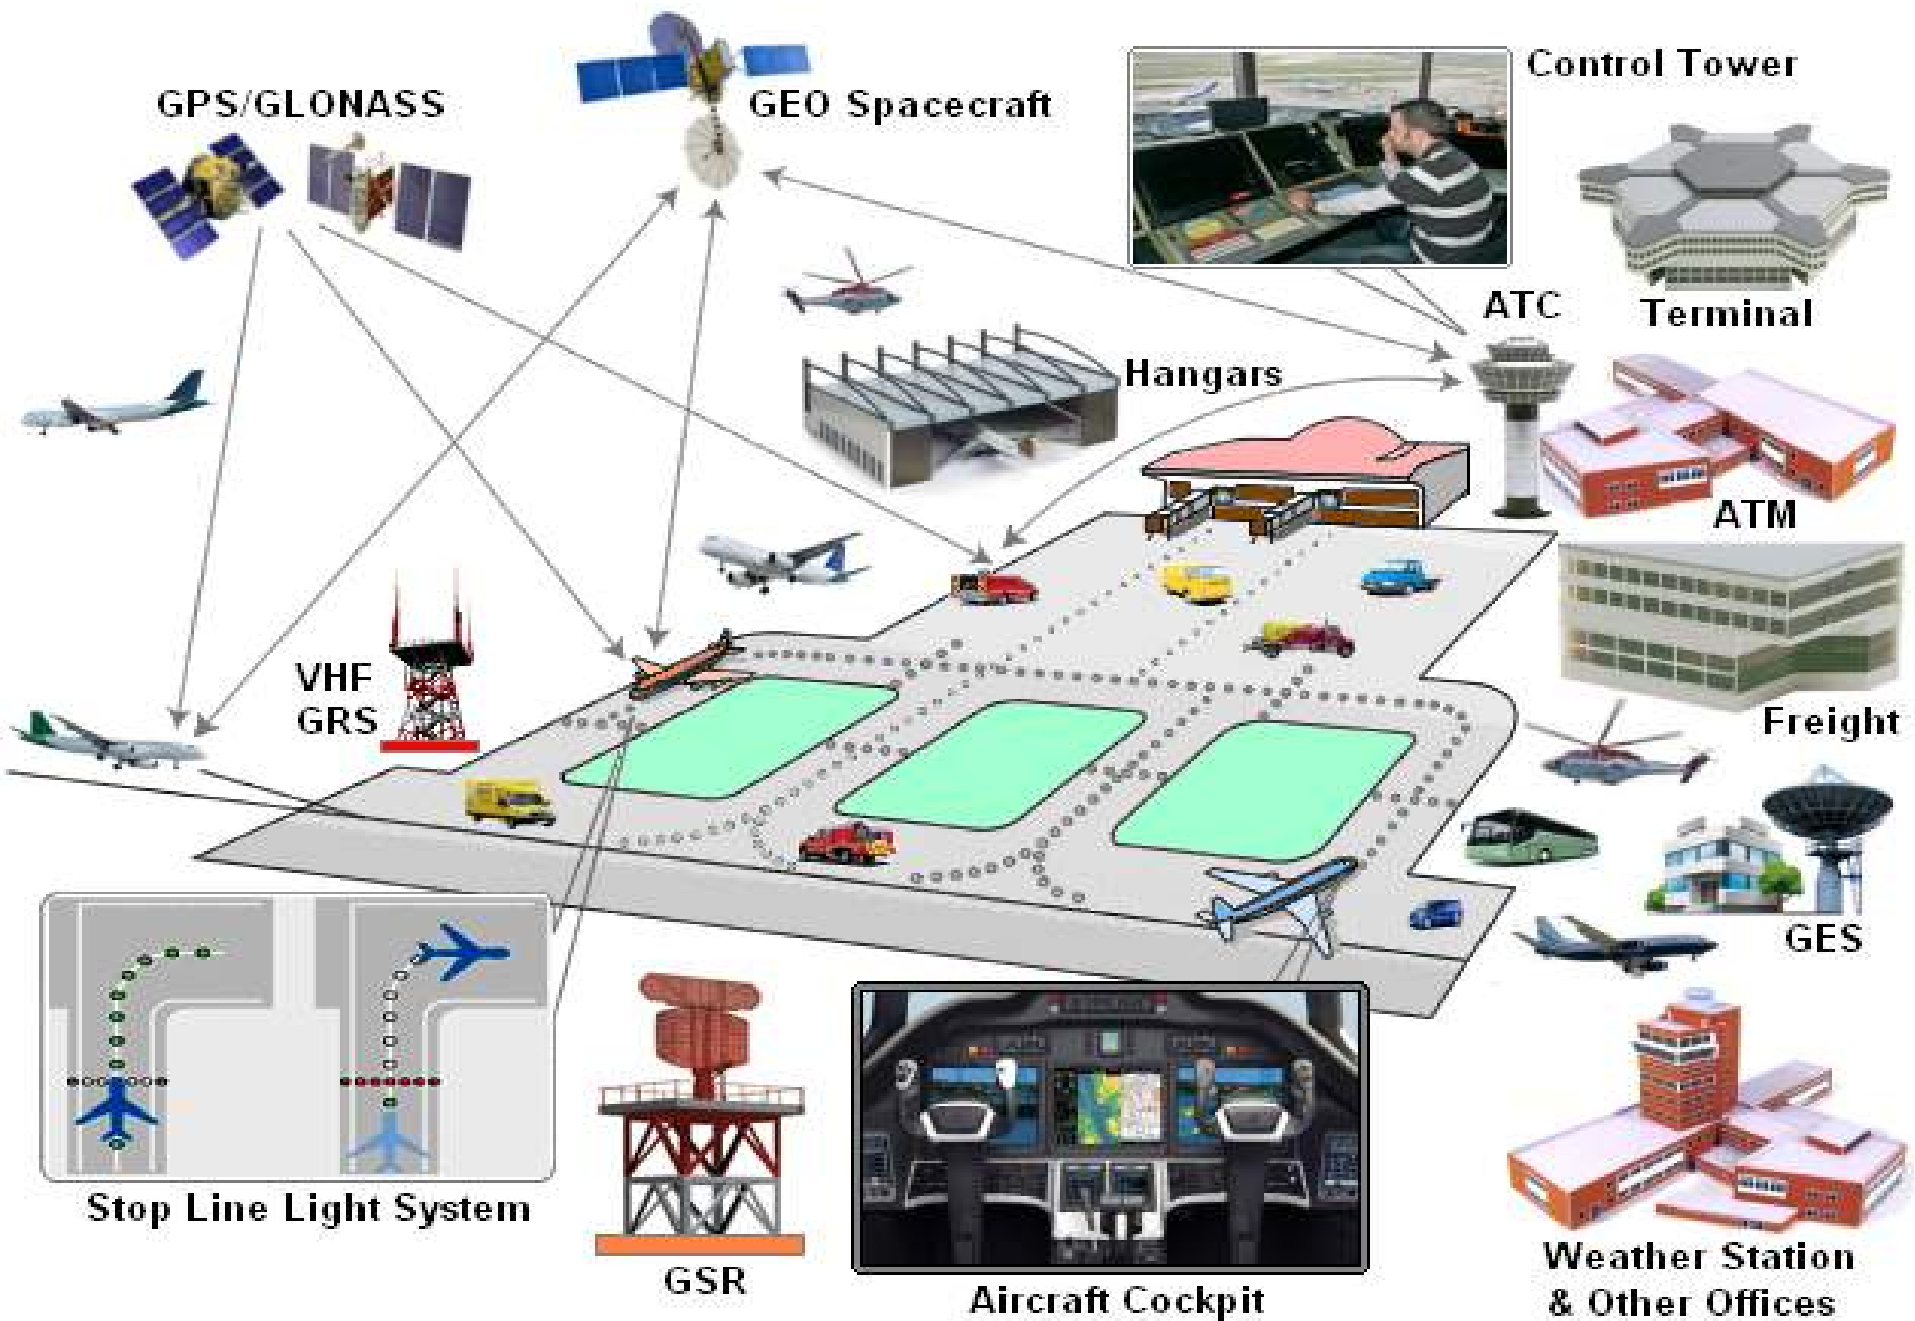 GPS/GLONASS
GEO Spacecraft
Control Tower
ATC
Terminal
Hangars
ATM
VHF
GRS
Freight
GES
Stop Line Light System
GSR
Aircraft Cockpit
Weather Station
& Other Offices